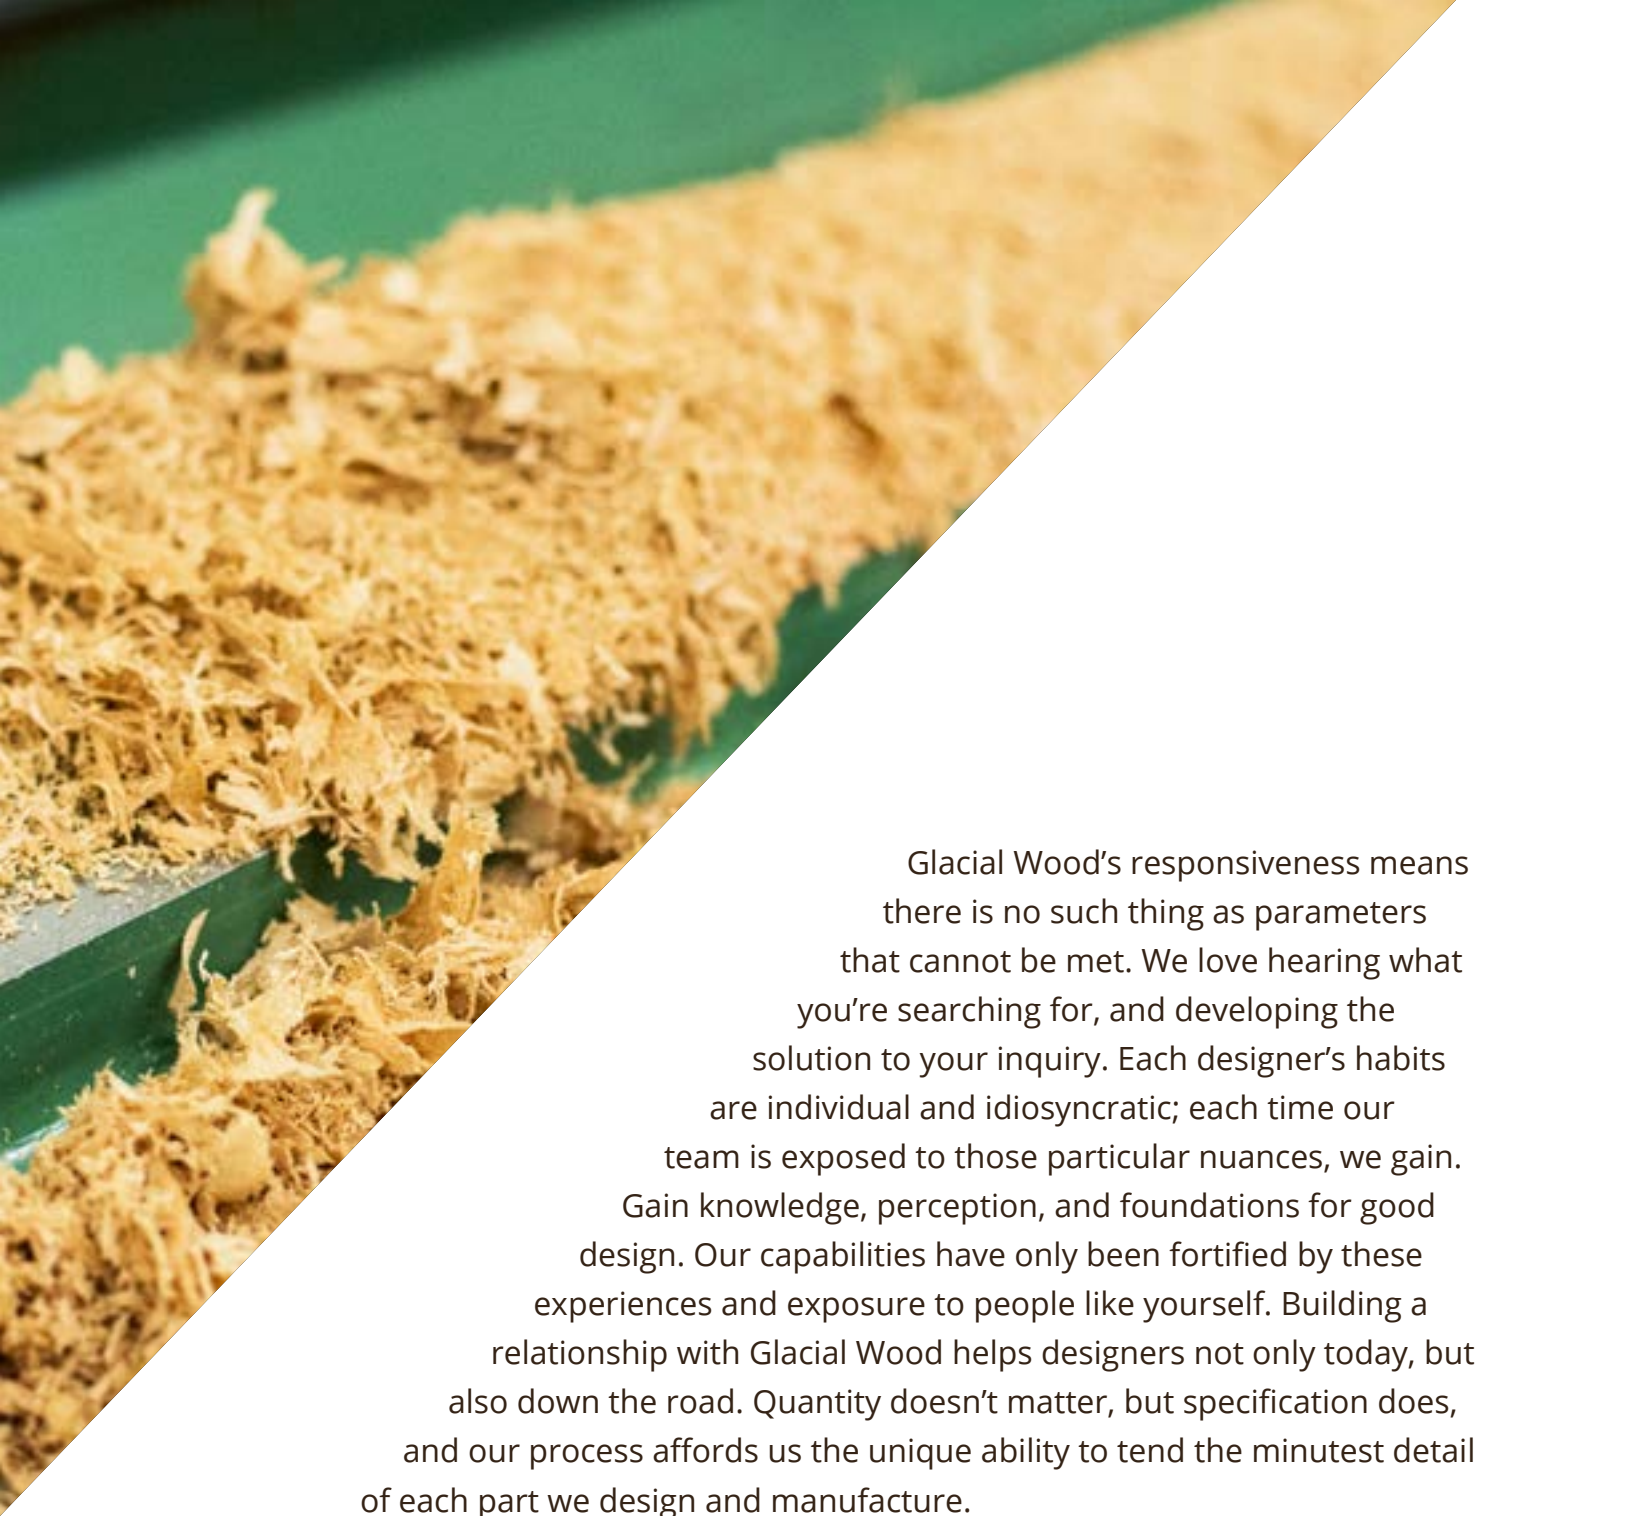 Glacial Wood’s responsiveness means
there is no such thing as parameters
that cannot be met. We love hearing what
you’re searching for, and developing the
solution to your inquiry. Each designer’s habits
are individual and idiosyncratic; each time our
team is exposed to those particular nuances, we gain.
Gain knowledge, perception, and foundations for good
design. Our capabilities have only been fortified by these
experiences and exposure to people like yourself. Building a
relationship with Glacial Wood helps designers not only today, but
also down the road. Quantity doesn’t matter, but specification does,
and our process affords us the unique ability to tend the minutest detail
of each part we design and manufacture.